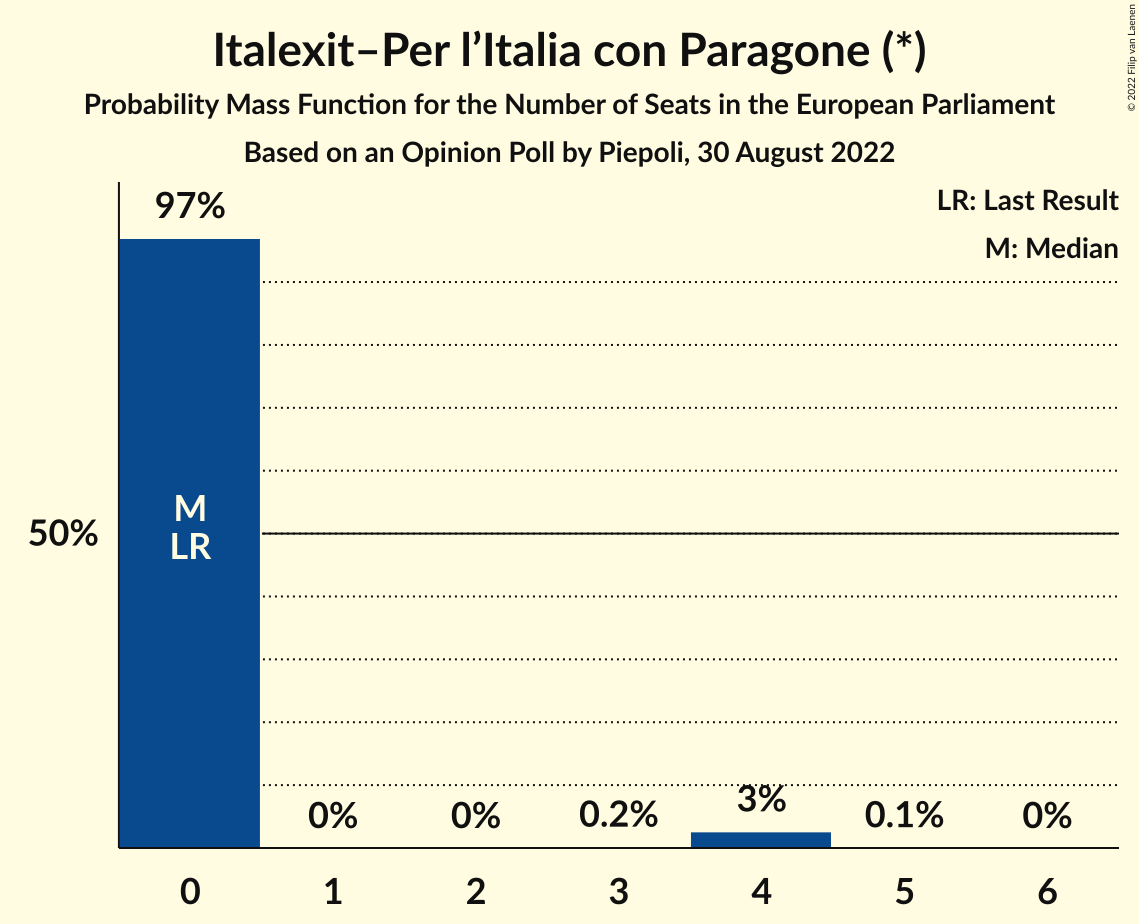 Italexit–Per l’Italia con Paragone (*)
Probability Mass Function for the Number of Seats in the European Parliament
Based on an Opinion Poll by Piepoli, 30 August 2022
© 2022 Filip van Laenen
LR: Last Result
M: Median
97%
50%
M
LR
0%
0%
0.2%
3%
0.1%
0%
0
1
2
3
4
5
6